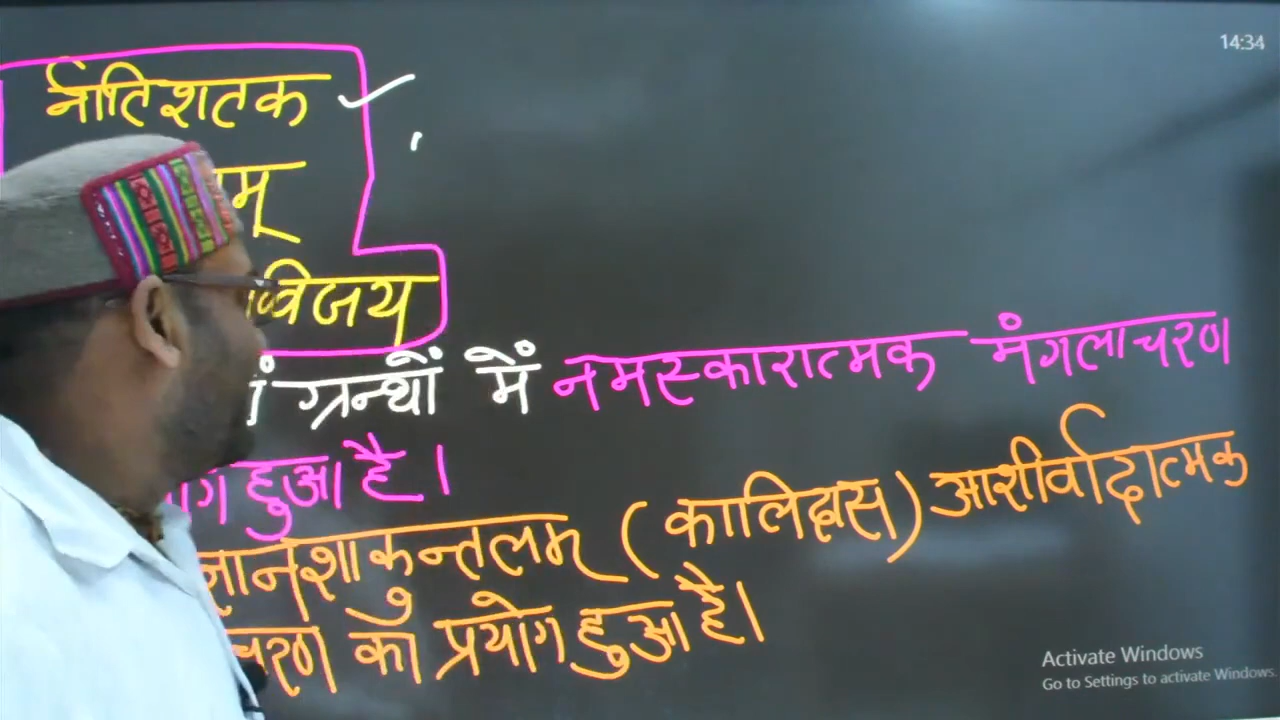 14:34
नीतिशतक
म्
विजय
ग्रन्थों में नमस्कारात्मक मंगलाचरण
हुआ है।
शाकुन्तलम् (कालिदास) आशीर्वादात्मक
चरण का प्रयोग हुआ है।
Activate Windows
Go to Settings to activate Windows.